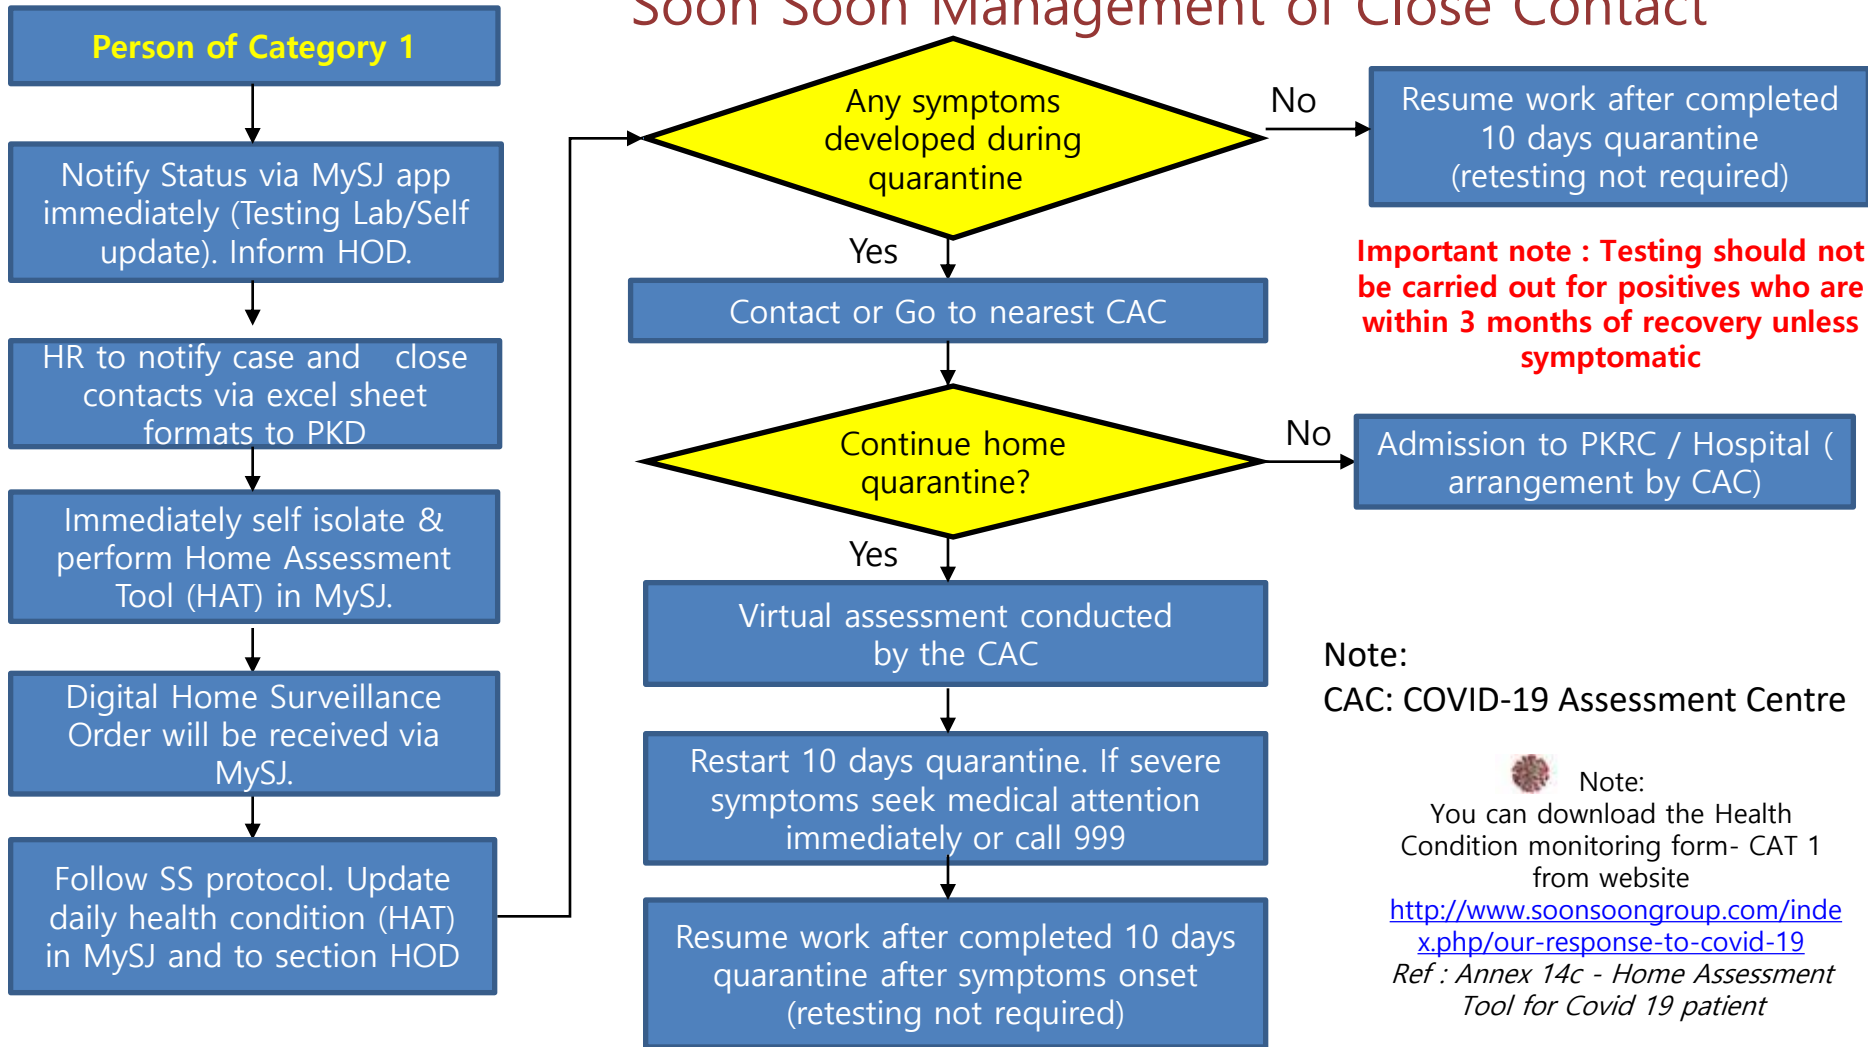 Soon Soon Management of Close Contact
Person of Category 1
Notify Status via MySJ app
immediately (Testing Lab/Self
update). Inform HOD.
HR to notify case and close
contacts via excel sheet
formats to PKD
Immediately self isolate &
perform Home Assessment
Tool (HAT) in MySJ.
Digital Home Surveillance
Order will be received via
MySJ.
Follow SS protocol. Update
daily health condition (HAT)
in MySJ and to section HOD
Any symptoms
developed during
quarantine
No
Resume work after completed
10 days quarantine
(retesting not required)
Important note : Testing should not
be carried out for positives who are
within 3 months of recovery unless
symptomatic
Yes
Contact or Go to nearest CAC
Continue home
quarantine?
No
Admission to PKRC / Hospital (
arrangement by CAC)
Yes
Virtual assessment conducted
by the CAC
Restart 10 days quarantine. If severe
symptoms seek medical attention
immediately or call 999
Resume work after completed 10 days
quarantine after symptoms onset
(retesting not required)
Note:
CAC: COVID-19 Assessment Centre
Note:
You can download the Health
Condition monitoring form- CAT 1
from website
http://www.soonsoongroup.com/inde
x.php/our-response-to-covid-19
Ref : Annex 14c - Home Assessment
Tool for Covid 19 patient